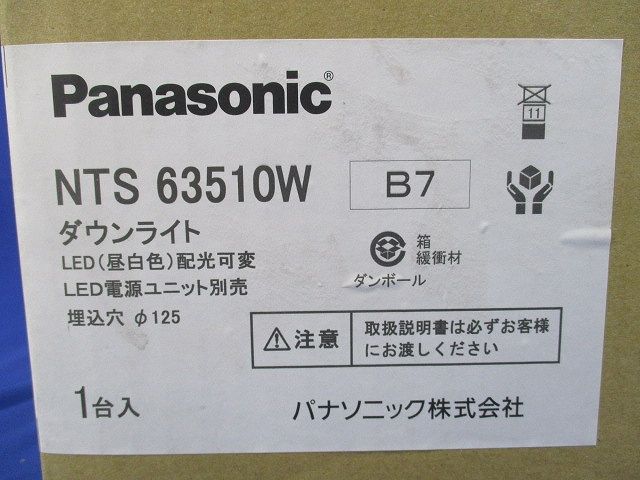 Panasonic®
NTS 63510W
B7
11
ダウンライト
LED(昼白色)配光可変
LED電源ユニット別売
埋込穴 φ125
箱
緩衝材
ダンボール
注意
取扱説明書は必ずお客様
にお渡しください
1台入
パナソニック株式会社